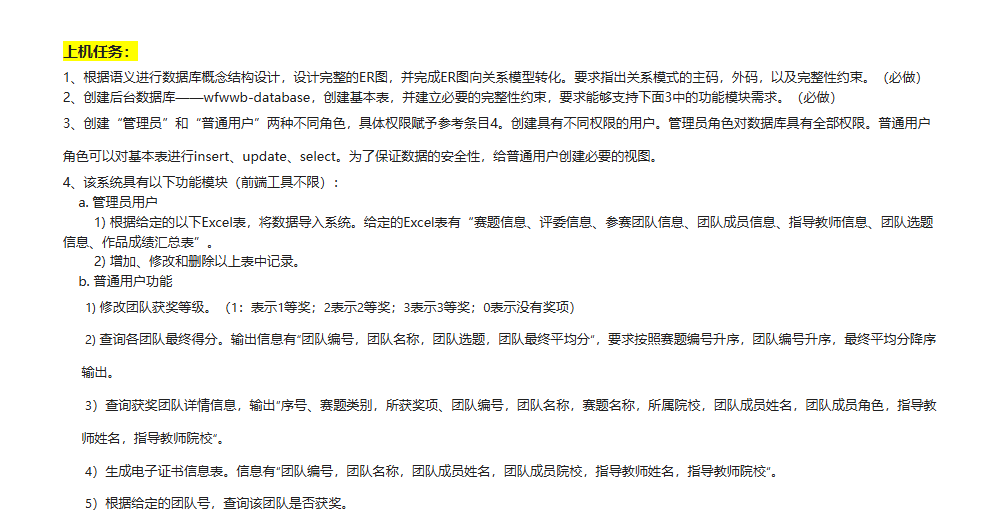 上机任务：
1、根据语义进行数据库概念结构设计，设计完整的ER图，并完成ER图向关系模型转化。要求指出关系模式的主码，外码，以及完整性约束。（必做）
2、创建后台数据库——wfwwb-database，创建基本表，并建立必要的完整性约束，要求能够支持下面3中的功能模块需求。（必做）
3、创建“管理员”和“普通用户”两种不同角色，具体权限赋予参考条目4。创建具有不同权限的用户。管理员角色对数据库具有全部权限。普通用户
角色可以对基本表进行insert、update、select。为了保证数据的安全性，给普通用户创建必要的视图。
4、该系统具有以下功能模块（前端工具不限）：
a. 管理员用户
1) 根据给定的以下Excel表，将数据导入系统。给定的Excel表有“赛题信息、评委信息、参赛团队信息、团队成员信息、指导教师信息、团队选题
信息、作品成绩汇总表”。
2) 增加、修改和删除以上表中记录。
b. 普通用户功能
1) 修改团队获奖等级。（1：表示1等奖；2表示2等奖；3表示3等奖；0表示没有奖项）
2) 查询各团队最终得分。输出信息有“团队编号，团队名称，团队选题，团队最终平均分”，要求按照赛题编号升序，团队编号升序，最终平均分降序
输出。
3）查询获奖团队详情信息，输出“序号、赛题类别，所获奖项、团队编号，团队名称，赛题名称，所属院校，团队成员姓名，团队成员角色，指导教
师姓名，指导教师院校”。
4）生成电子证书信息表。信息有“团队编号，团队名称，团队成员姓名，团队成员院校，指导教师姓名，指导教师院校”。
5）根据给定的团队号，查询该团队是否获奖。